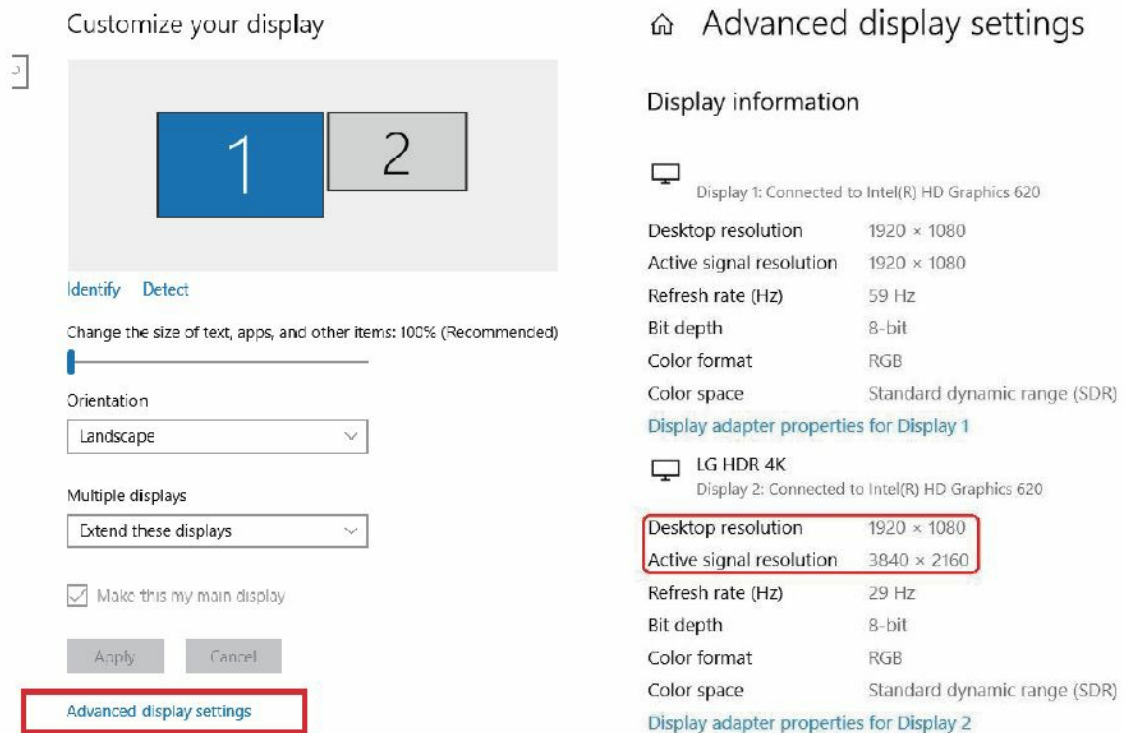 Customize your display
1
2
Identify Detect
Change the size of text, apps, and other items: 100% (Recommended)
Orientation
Landscape
Multiple displays
Extend these displays
Make this my main display
Apply Cancel
Advanced display settings
Advanced display settings
Display information
Display 1: Connected to Intel(R) HD Graphics 620
Desktop resolution 1920 × 1080
Active signal resolution 1920 × 1080
Refresh rate (Hz) 59 Hz
Bit depth 8-bit
Color format RGB
Color space Standard dynamic range (SDR)
Display adapter properties for Display 1
LG HDR 4K
Display 2: Connected to Intel(R) HD Graphics 620
Desktop resolution 1920 × 1080
Active signal resolution 3840 × 2160
Refresh rate (Hz) 29 Hz
Bit depth 8-bit
Color format RGB
Color space Standard dynamic range (SDR)
Display adapter properties for Display 2